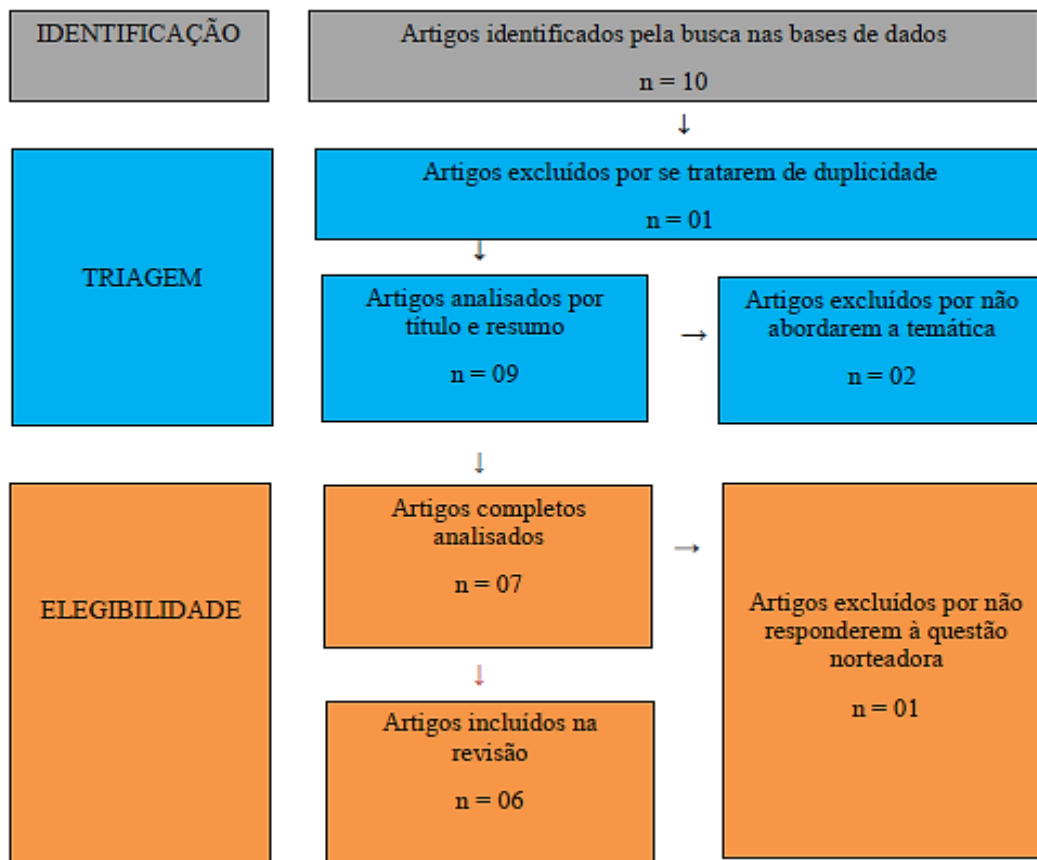 IDENTIFICAÇÃO
Artigos identificados pela busca nas bases de dados
n = 10
↓
Artigos excluídos por se tratarem de duplicidade
n = 01
↓
TRIAGEM
Artigos analisados por
título e resumo
n = 09
→
Artigos excluídos por não
abordarem a temática
n = 02
↓
ELEGIBILIDADE
Artigos completos
analisados
n = 07
→
Artigos excluídos por não
responderem à questão
norteadora
n = 01
↓
Artigos incluídos na
revisão
n = 06